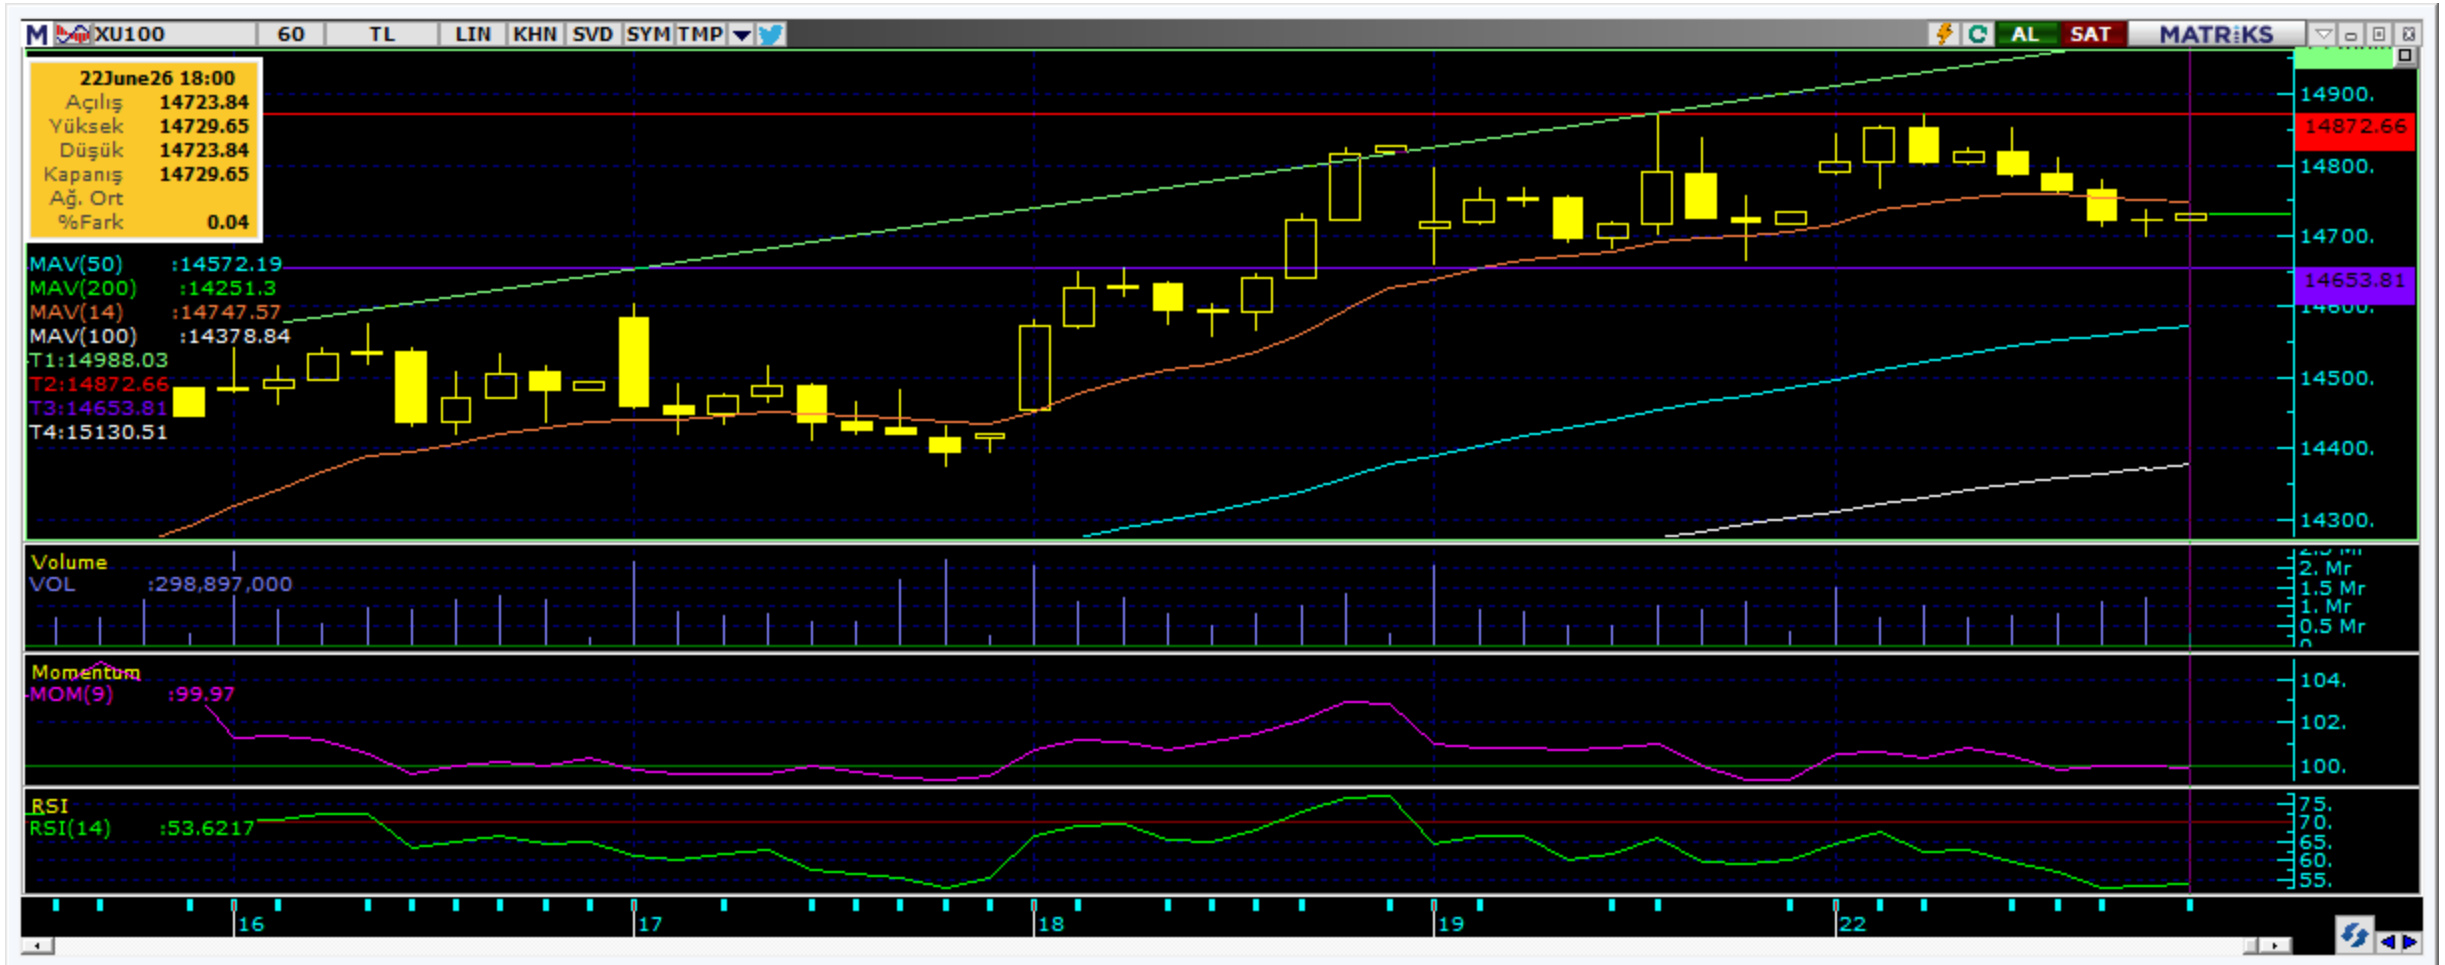 M XU100 60 TL LIN KHN SVD SYM TMP AL SAT MATRiKS
22June26 18:00
Açılış 14723.84
Yüksek 14729.65
Düşük 14723.84
Kapanış 14729.65
Ağ. Ort
%Fark 0.04
MAV(50) :14572.19
MAV(200) :14251.3
MAV(14) :14747.57
MAV(100) :14378.84
T1:14988.03
T2:14872.66
T3:14653.81
T4:15130.51
14900.
14872.66
14800.
14700.
14653.81
14600.
14500.
14400.
14300.
Volume
VOL :298,897,000
2.5 Mr
2. Mr
1.5 Mr
1. Mr
0.5 Mr
0
Momentum
MOM(9) :99.97
104.
102.
100.
RSI
RSI(14) :53.6217
75.
70.
65.
60.
55.
16 17 18 19 22